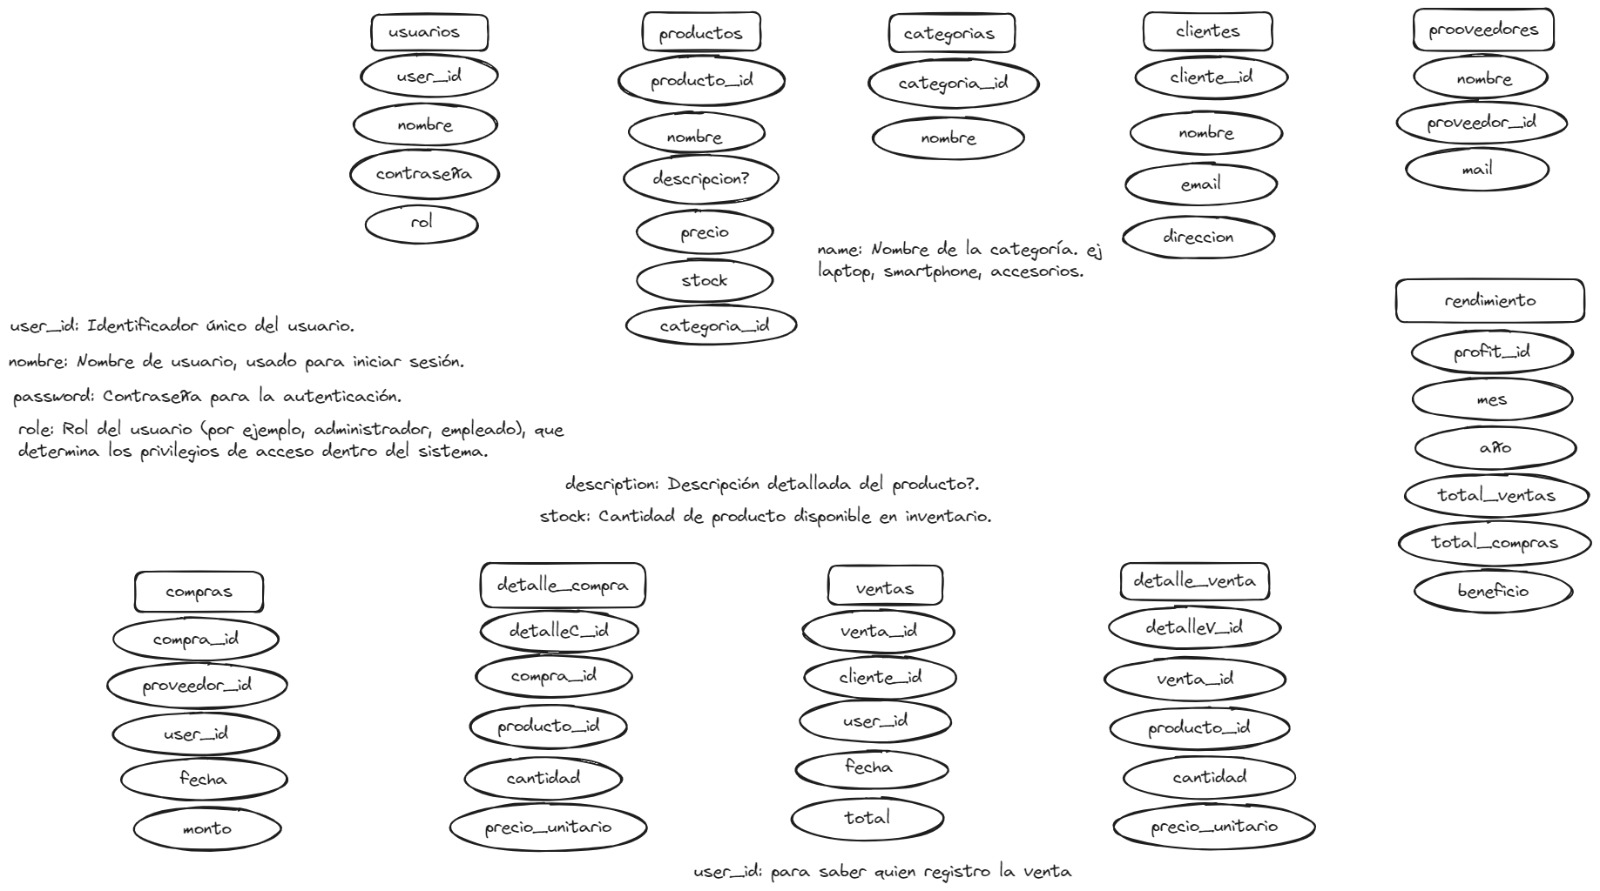 usuarios
user_id
nombre
contraseña
rol
productos
producto_id
nombre
descripcion?
precio
stock
categoria_id
categorias
categoria_id
nombre
clientes
cliente_id
nombre
email
direccion
prooveedores
nombre
proveedor_id
mail
name: Nombre de la categoría. ej
laptop, smartphone, accesorios.
user_id: Identificador único del usuario.
nombre: Nombre de usuario, usado para iniciar sesión.
password: Contraseña para la autenticación.
role: Rol del usuario (por ejemplo, administrador, empleado), que
determina los privilegios de acceso dentro del sistema.
description: Descripción detallada del producto?.
stock: Cantidad de producto disponible en inventario.
rendimiento
profit_id
mes
año
total_ventas
total_compras
beneficio
compras
compra_id
proveedor_id
user_id
fecha
monto
detalle_compra
detalleC_id
compra_id
producto_id
cantidad
precio_unitario
ventas
venta_id
cliente_id
user_id
fecha
total
detalle_venta
detalleV_id
venta_id
producto_id
cantidad
precio_unitario
user_id: para saber quien registro la venta